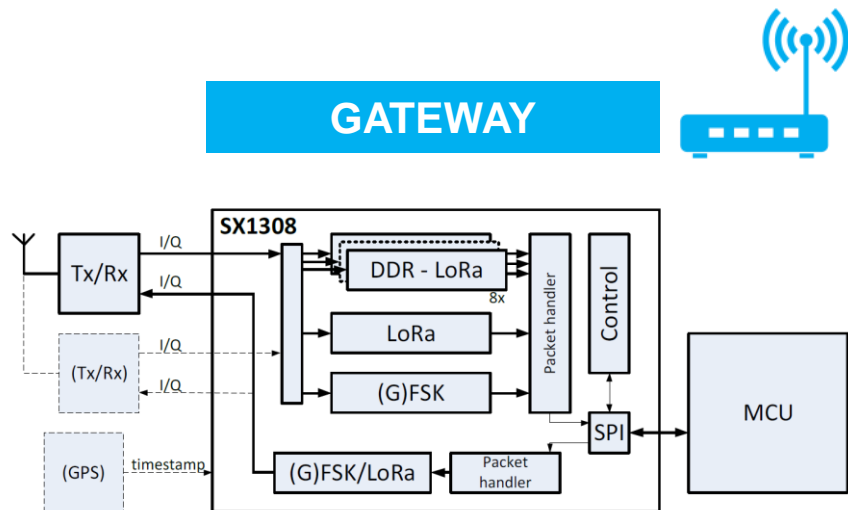 GATEWAY
SX1308
I/Q
Tx/Rx
I/Q
DDR - LoRa
8x
LoRa
(G)FSK
Packet handler
Control
I/Q
(Tx/Rx)
I/Q
MCU
SPI
(GPS)
timestamp
(G)FSK/LoRa
Packet
handler